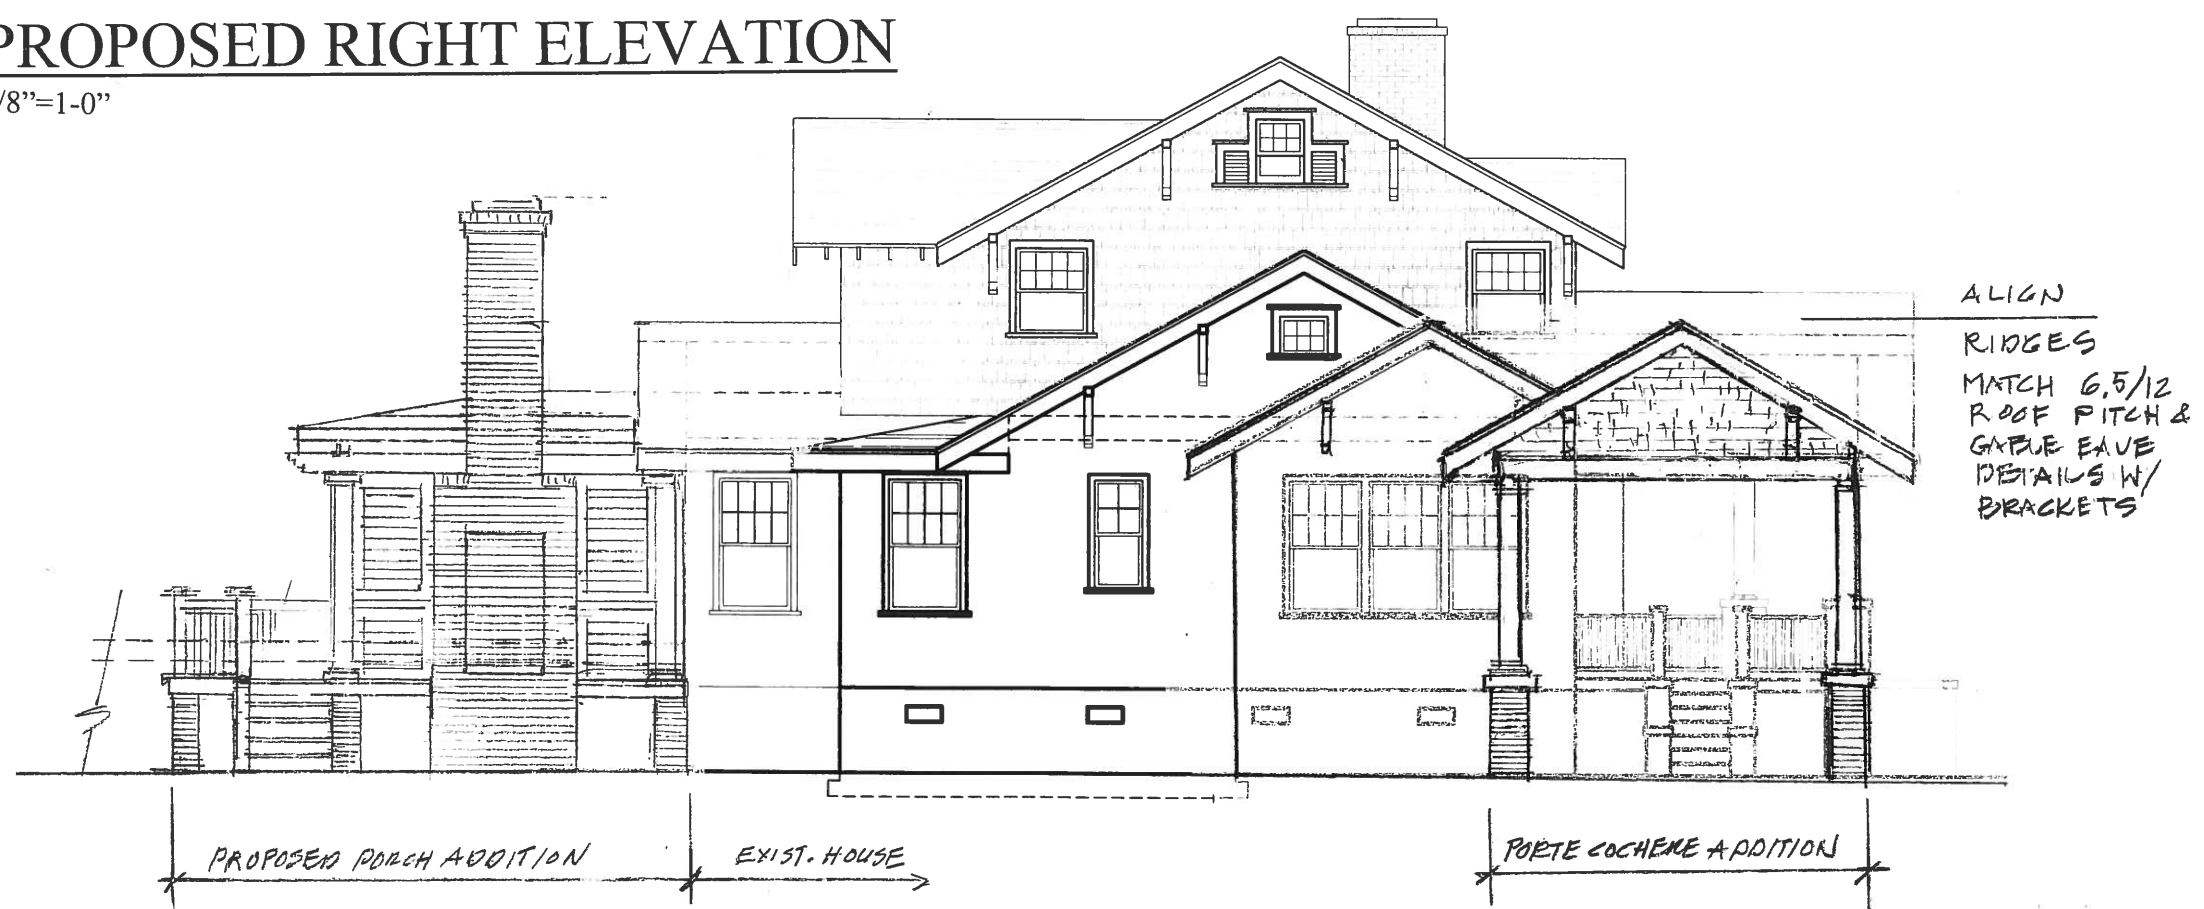 PROPOSED RIGHT ELEVATION
/8”=1-0”
ALIGN
RIDGES
MATCH 6.5/12
ROOF PITCH &
GABLE EAVE
DETAILS W/
BRACKETS
PROPOSED PORCH ADDITION
EXIST. HOUSE
PORTE COCHERE ADDITION